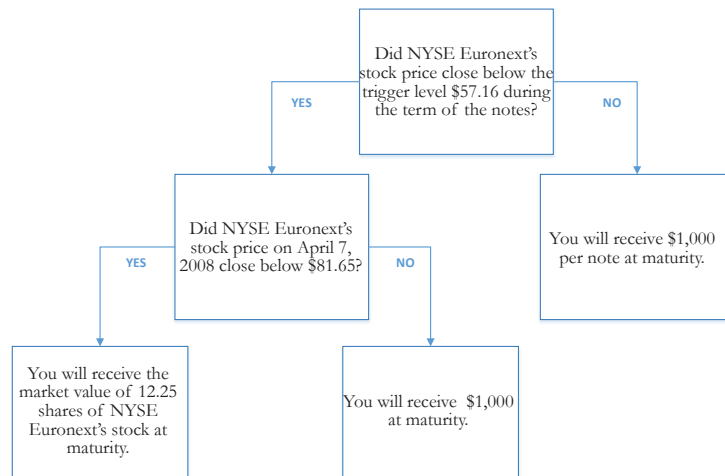 Did NYSE Euronext's
stock price close below the
trigger level $57.16 during
the term of the notes?
YES
NO
Did NYSE Euronext's
stock price on April 7,
2008 close below $81.65?
You will receive $1,000
per note at maturity.
YES
NO
You will receive the
market value of 12.25
shares of NYSE
Euronext's stock at
maturity.
You will receive $1,000
at maturity.